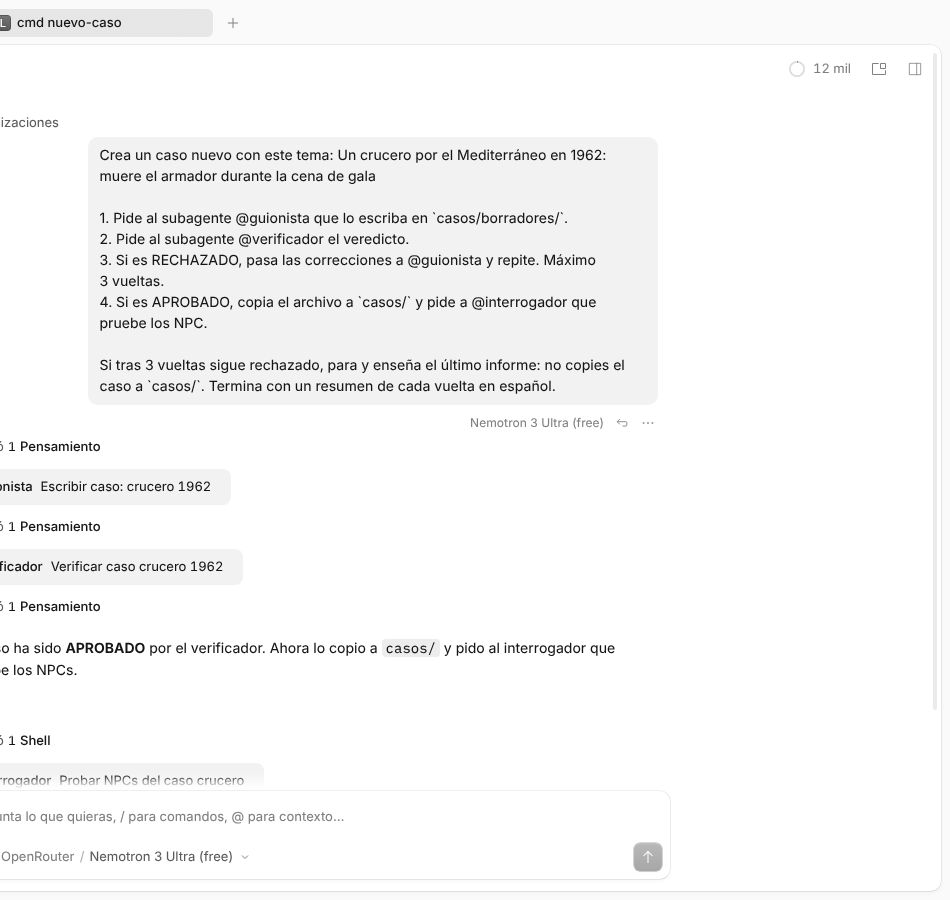 cmd nuevo-caso
12 mil
izaciones
Crea un caso nuevo con este tema: Un crucero por el Mediterráneo en 1962:
muere el armador durante la cena de gala
1. Pide al subagente @guionista que lo escriba en `casos/borradores/`.
2. Pide al subagente @verificador el veredicto.
3. Si es RECHAZADO, pasa las correcciones a @guionista y repite. Máximo
3 vueltas.
4. Si es APROBADO, copia el archivo a `casos/` y pide a @interrogador que
pruebe los NPC.
Si tras 3 vueltas sigue rechazado, para y enseña el último informe: no copies el
caso a `casos/`. Termina con un resumen de cada vuelta en español.
Nemotron 3 Ultra (free)
ó 1 Pensamiento
onista Escribir caso: crucero 1962
ó 1 Pensamiento
ficador Verificar caso crucero 1962
ó 1 Pensamiento
so ha sido APROBADO por el verificador. Ahora lo copio a casos/ y pido al interrogador que
be los NPCs.
ó 1 Shell
rrogador Probar NPCs del caso crucero
unta lo que quieras, / para comandos, @ para contexto...
OpenRouter / Nemotron 3 Ultra (free)